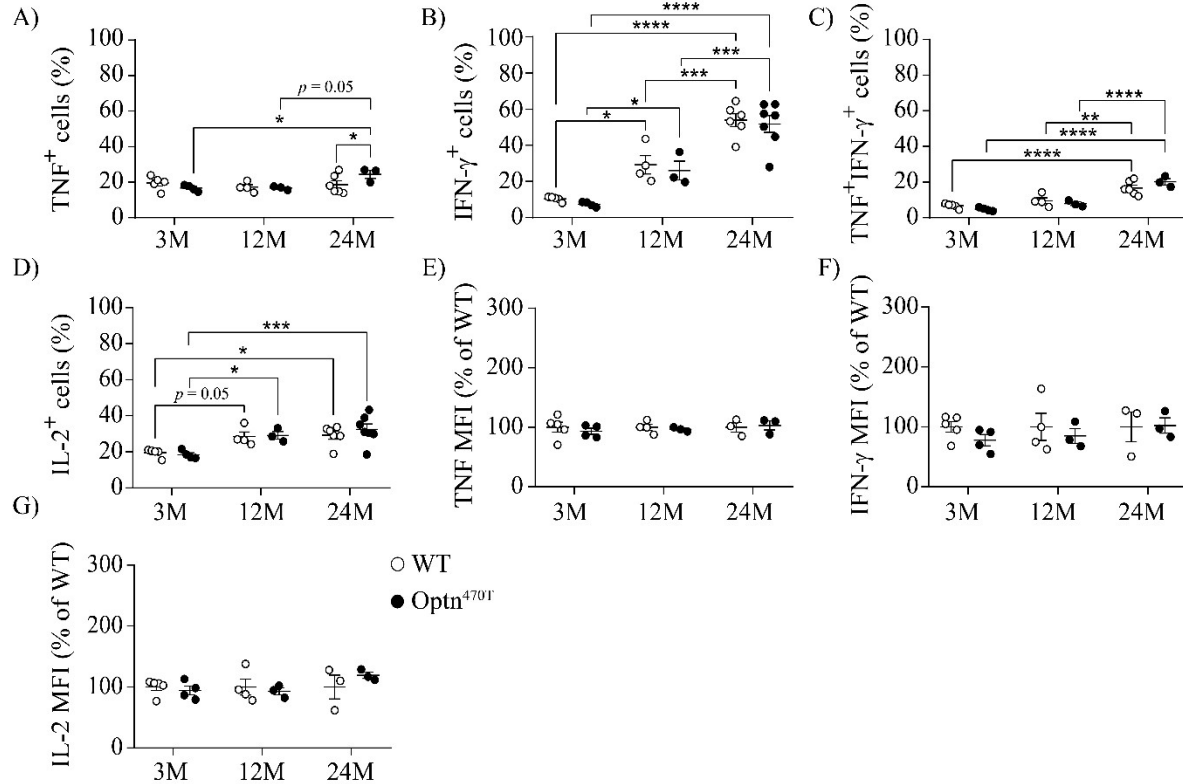 A)
TNF⁺ cells (%)
100
80
60
40
20
0
p = 0.05
*
*
3M 12M 24M
B)
IFN-γ⁺ cells (%)
100
80
60
40
20
0
****
****
***
***
*
*
3M 12M 24M
C)
TNF⁺IFN-γ⁺ cells (%)
100
80
60
40
20
0
****
**
****
****
3M 12M 24M
D)
IL-2⁺ cells (%)
100
80
60
40
20
0
***
*
*
p = 0.05
3M 12M 24M
E)
TNF MFI (% of WT)
300
200
100
0
3M 12M 24M
F)
IFN-γ MFI (% of WT)
300
200
100
0
3M 12M 24M
G)
IL-2 MFI (% of WT)
300
200
100
0
3M 12M 24M
WT
Optn⁴⁷⁰ᵀ